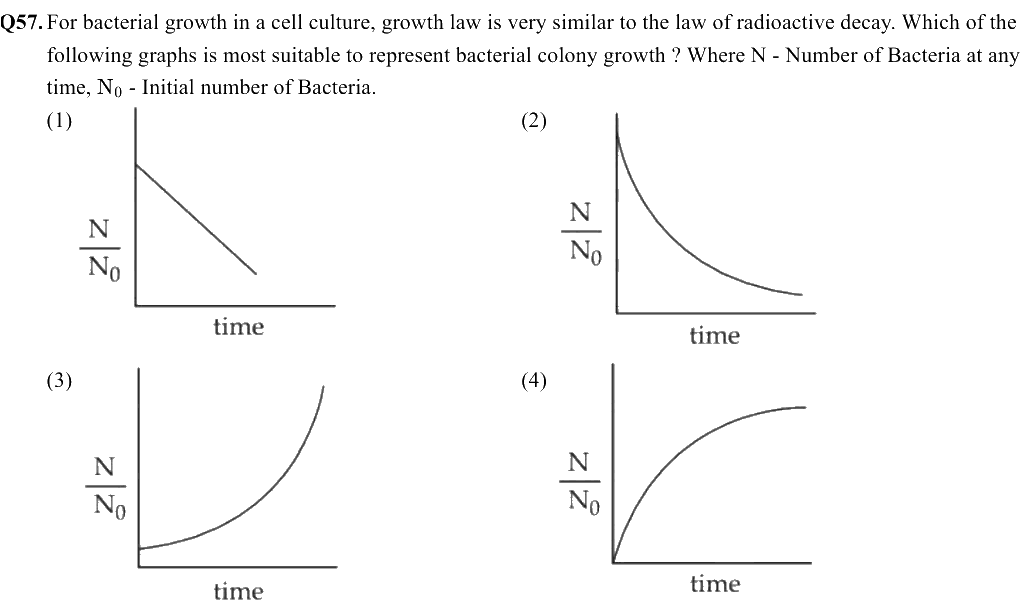 Q57. For bacterial growth in a cell culture, growth law is very similar to the law of radioactive decay. Which of the
following graphs is most suitable to represent bacterial colony growth ? Where N - Number of Bacteria at any
time, N₀ - Initial number of Bacteria.
(1)
N
N₀
time
(2)
N
N₀
time
(3)
N
N₀
time
(4)
N
N₀
time